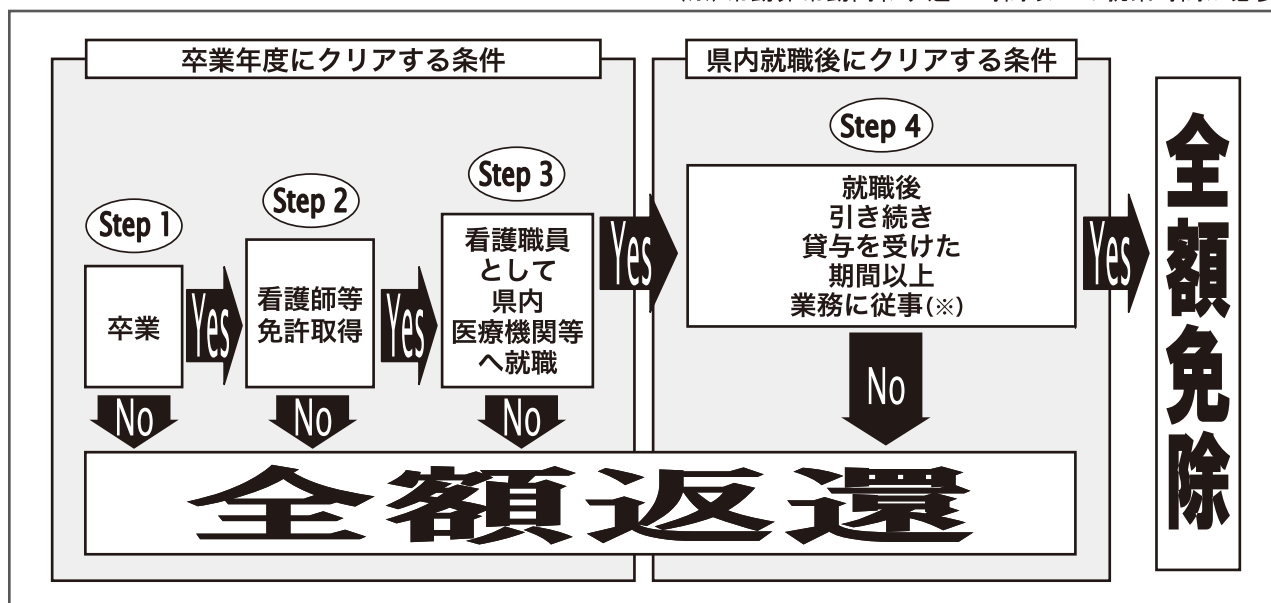 卒業年度にクリアする条件
県内就職後にクリアする条件
Step 1
卒業
Yes
No
Step 2
看護師等
免許取得
Yes
No
Step 3
看護職員
として
県内
医療機関等
へ就職
Yes
No
Step 4
就職後
引き続き
貸与を受けた
期間以上
業務に従事(※)
Yes
No
全額返還
全額免除